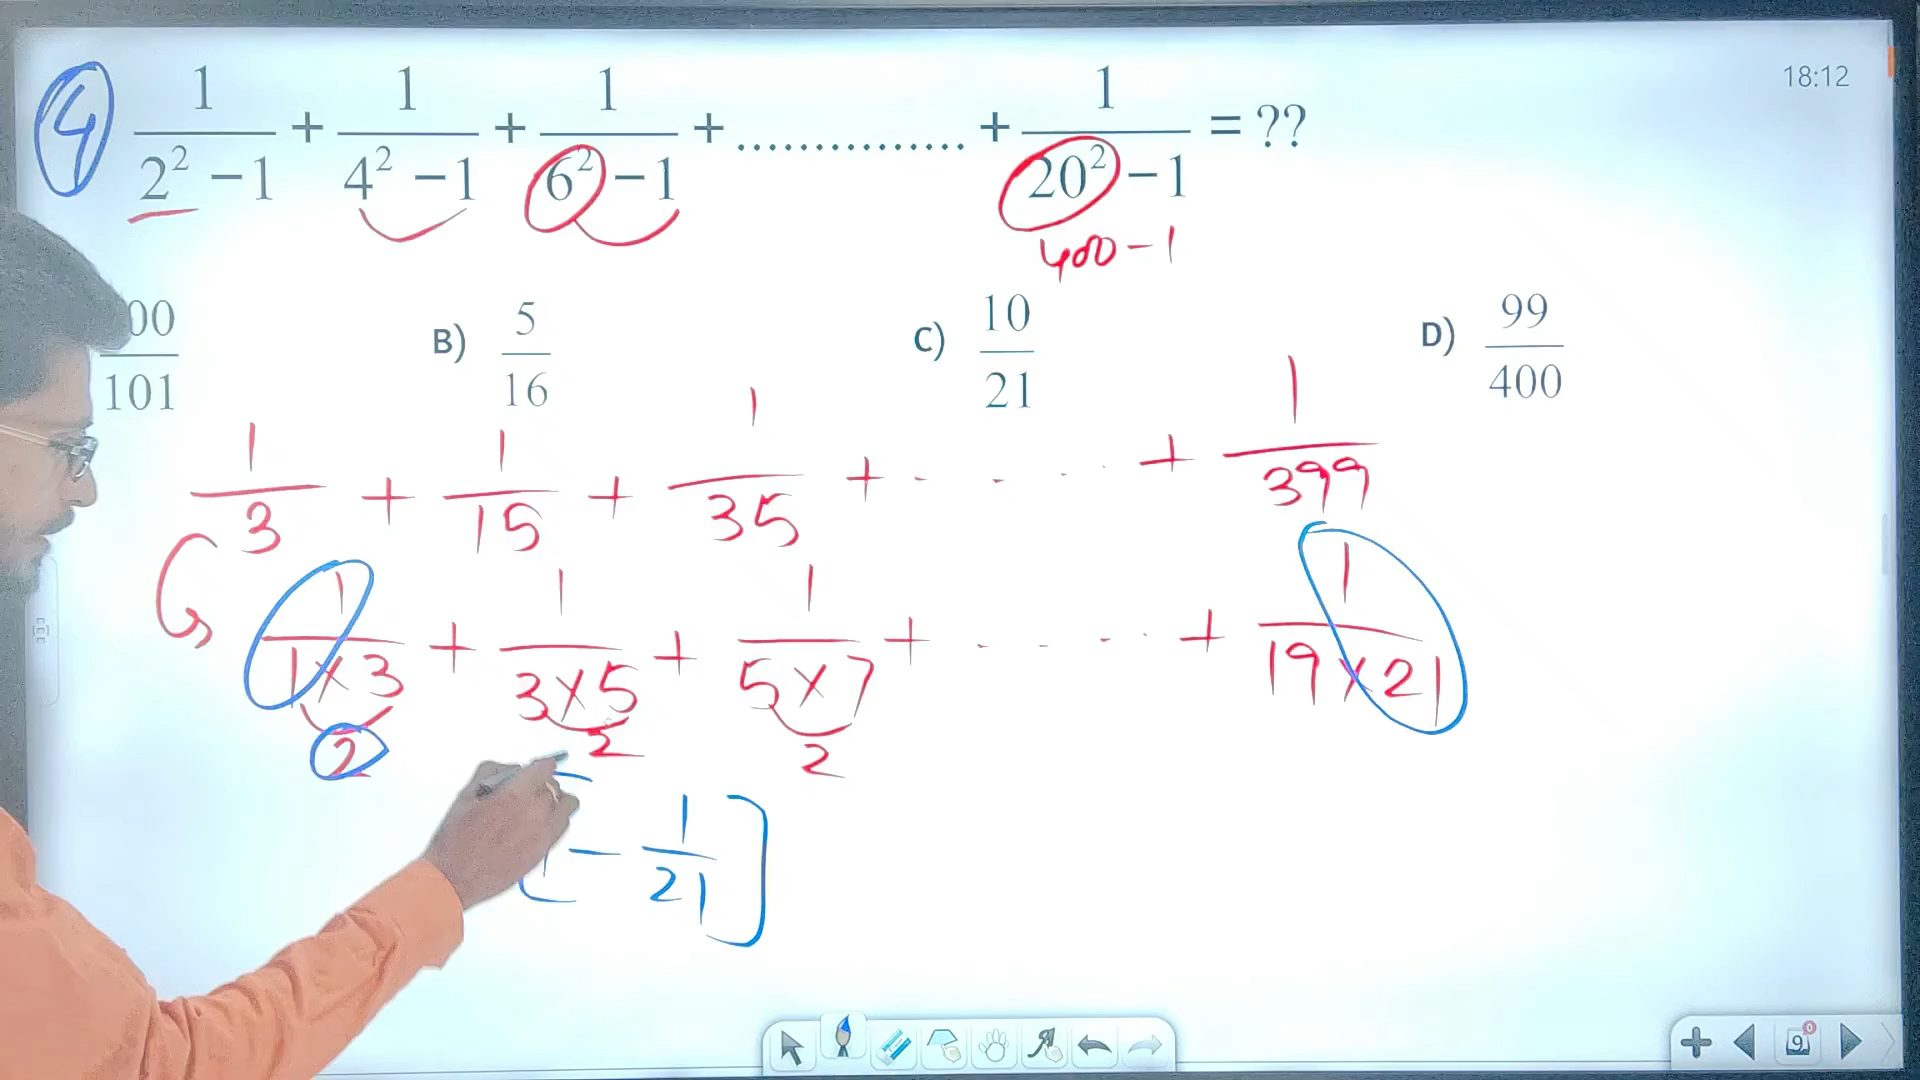 18:12
④ 1/(2² − 1) + 1/(4² − 1) + 1/(6² − 1) + ............... + 1/(20² − 1) = ??
400 − 1
00/101 B) 5/16 C) 10/21 D) 99/400
1/3 + 1/15 + 1/35 + . . . . + 1/399
1/(1×3) + 1/(3×5) + 1/(5×7) + . . . . + 1/(19×21)
2 2 2
[ − 1/21 ]
9 0